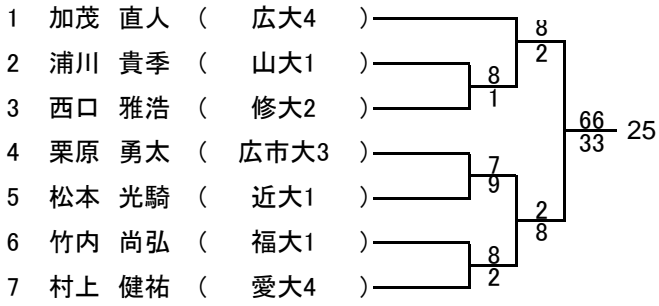 1 加茂 直人 ( 広大4 )
8
2
2 浦川 貴季 ( 山大1 )
8
1
3 西口 雅浩 ( 修大2 )
66
33
25
4 栗原 勇太 ( 広市大3 )
7
9
5 松本 光騎 ( 近大1 )
2
8
6 竹内 尚弘 ( 福大1 )
8
2
7 村上 健祐 ( 愛大4 )